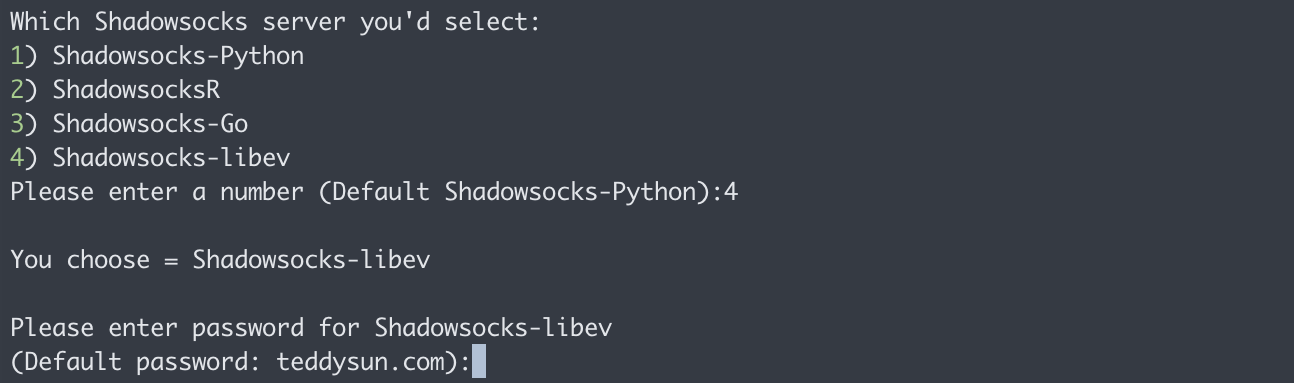 Which Shadowsocks server you'd select:
1) Shadowsocks-Python
2) ShadowsocksR
3) Shadowsocks-Go
4) Shadowsocks-libev
Please enter a number (Default Shadowsocks-Python):4
You choose = Shadowsocks-libev
Please enter password for Shadowsocks-libev
(Default password: teddysun.com):